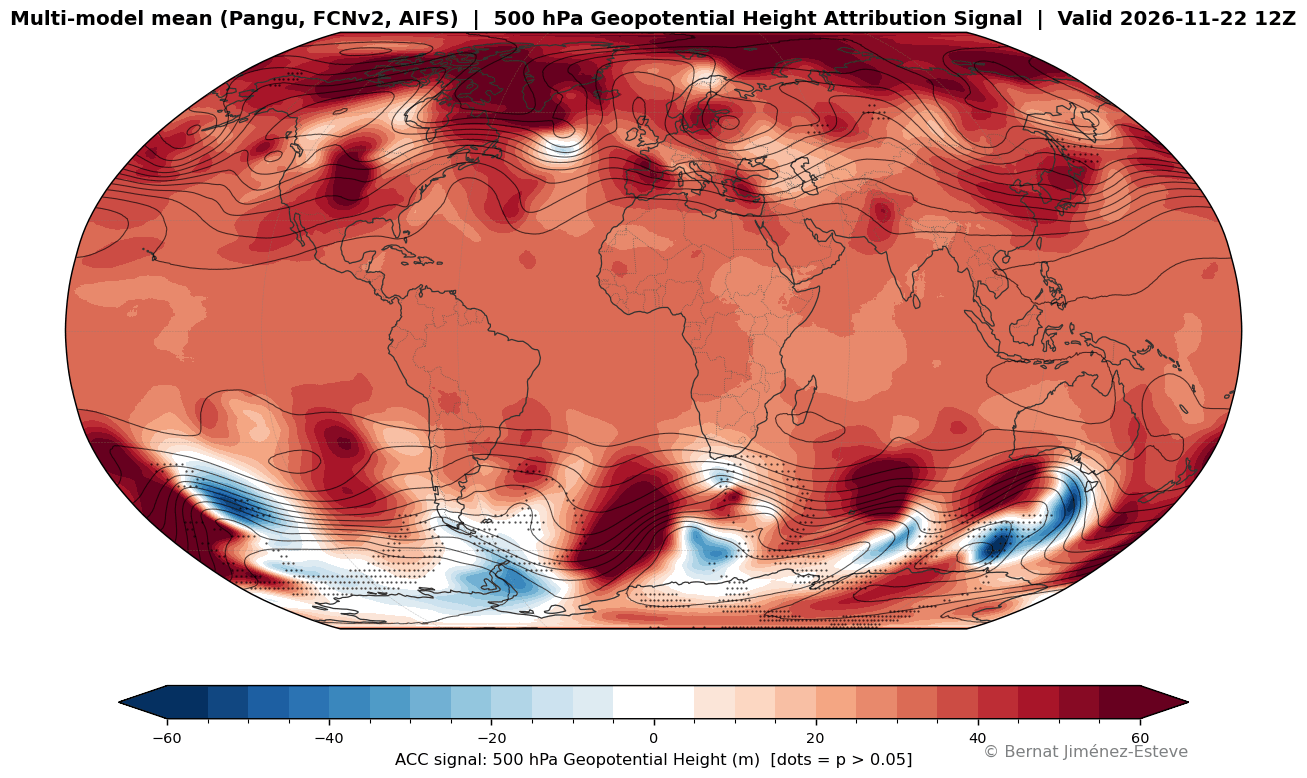 Multi-model mean (Pangu, FCNv2, AIFS)  |  500 hPa Geopotential Height Attribution Signal  |  Valid 2026-11-22 12Z
−60 −40 −20 0 20 40 60
ACC signal: 500 hPa Geopotential Height (m)  [dots = p > 0.05]
© Bernat Jiménez-Esteve